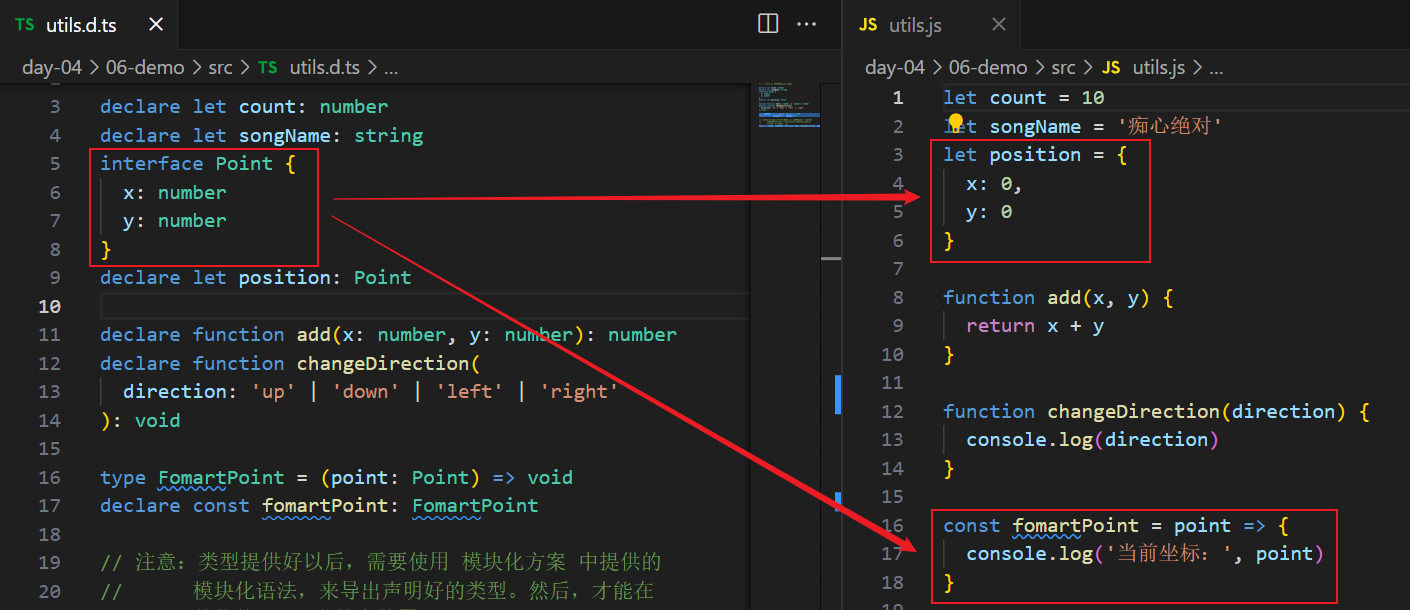 TS utils.d.ts
day-04 > 06-demo > src > TS utils.d.ts > ...
3 declare let count: number
4 declare let songName: string
5 interface Point {
6 x: number
7 y: number
8 }
9 declare let position: Point
10
11 declare function add(x: number, y: number): number
12 declare function changeDirection(
13 direction: 'up' | 'down' | 'left' | 'right'
14 ): void
15
16 type FomartPoint = (point: Point) => void
17 declare const fomartPoint: FomartPoint
18
19 // 注意：类型提供好以后，需要使用 模块化方案 中提供的
20 // 模块化语法，来导出声明好的类型。然后，才能在
JS utils.js
day-04 > 06-demo > src > JS utils.js > ...
1 let count = 10
2 let songName = '痴心绝对'
3 let position = {
4 x: 0,
5 y: 0
6 }
7
8 function add(x, y) {
9 return x + y
10 }
11
12 function changeDirection(direction) {
13 console.log(direction)
14 }
15
16 const fomartPoint = point => {
17 console.log('当前坐标：', point)
18 }